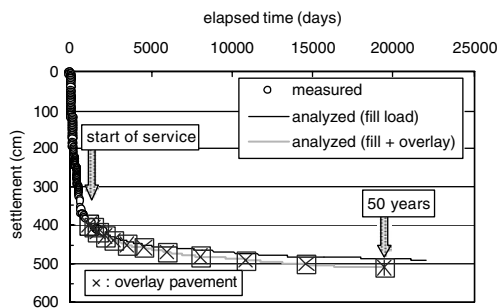 elapsed time (days)
0 5000 10000 15000 20000 25000
0
100
200
300
400
500
600
settlement (cm)
measured
analyzed (fill load)
analyzed (fill + overlay)
start of service
50 years
: overlay pavement